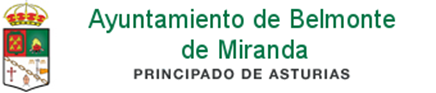 Ayuntamiento de Belmonte
de Miranda
PRINCIPADO DE ASTURIAS